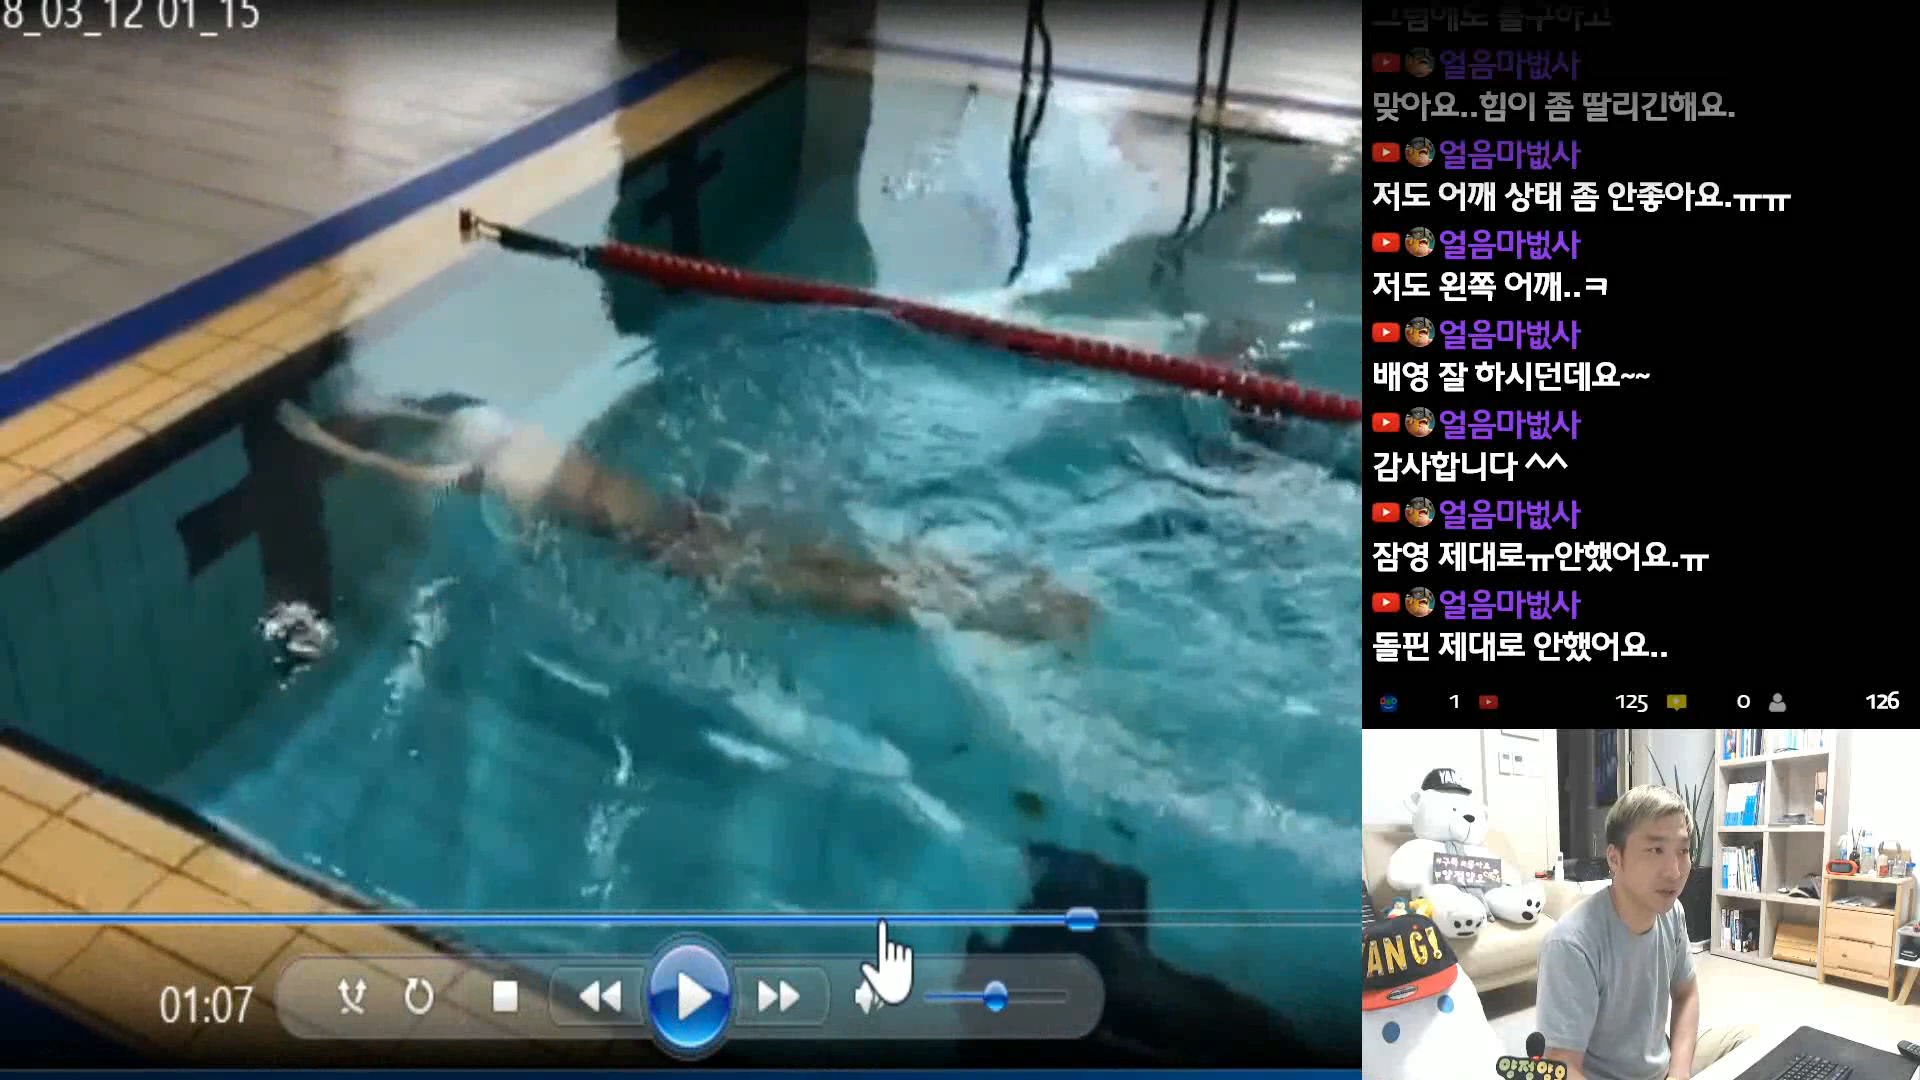 8_03_12 01_15
얼음마법사
맞아요..힘이 좀 딸리긴해요.
얼음마법사
저도 어깨 상태 좀 안좋아요.ㅠㅠ
얼음마법사
저도 왼쪽 어깨..ㅋ
얼음마법사
배영 잘 하시던데요~~
얼음마법사
감사합니다 ^^
얼음마법사
잠영 제대로ㅠ안했어요.ㅠ
얼음마법사
돌핀 제대로 안했어요..
1 125 0 126
YANG
ANG!
01:07